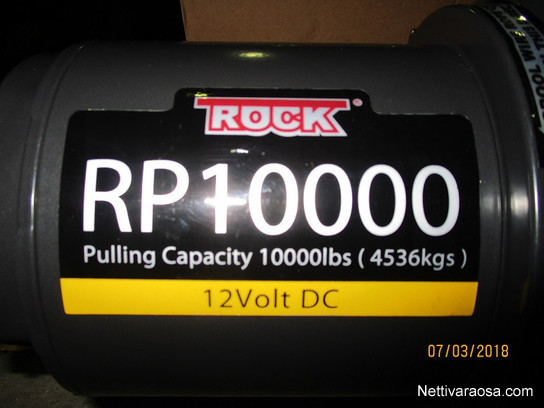 ROCK®
RP10000
Pulling Capacity 10000lbs ( 4536kgs )
12Volt DC
07/03/2018
Nettivaraosa.com